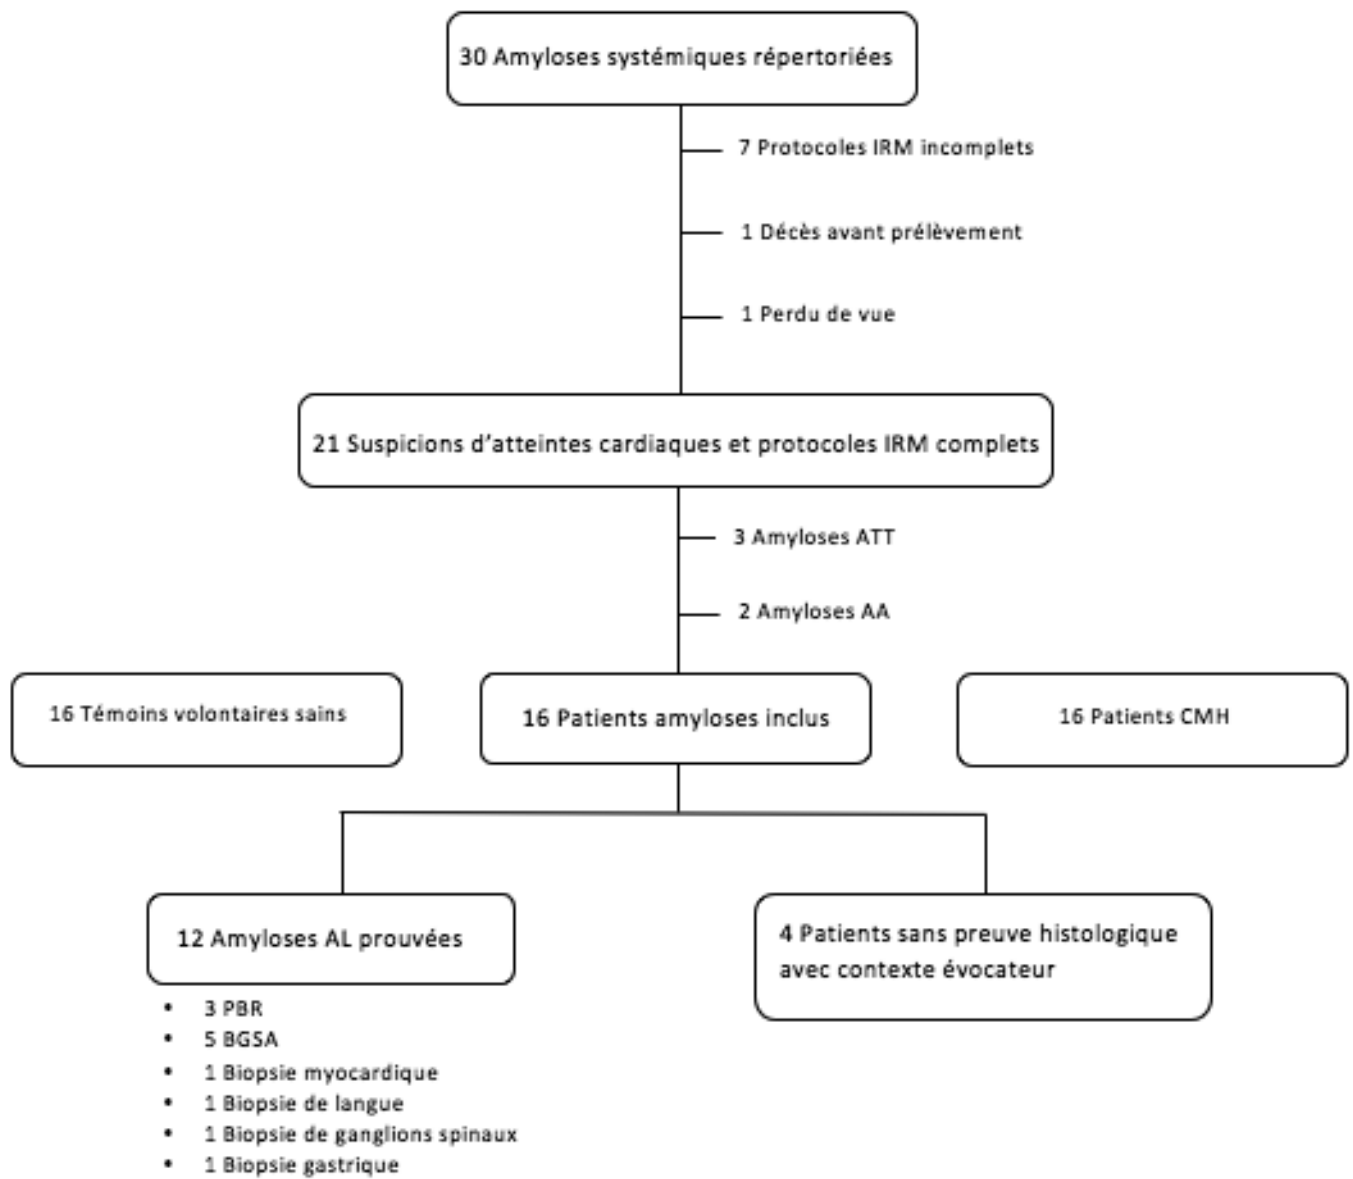 30 Amyloses systémiques répertoriées
7 Protocoles IRM incomplets
1 Décès avant prélèvement
1 Perdu de vue
21 Suspicions d'atteintes cardiaques et protocoles IRM complets
3 Amyloses ATT
2 Amyloses AA
16 Témoins volontaires sains
16 Patients amyloses inclus
16 Patients CMH
12 Amyloses AL prouvées
4 Patients sans preuve histologique
avec contexte évocateur
• 3 PBR
• 5 BGSA
• 1 Biopsie myocardique
• 1 Biopsie de langue
• 1 Biopsie de ganglions spinaux
• 1 Biopsie gastrique